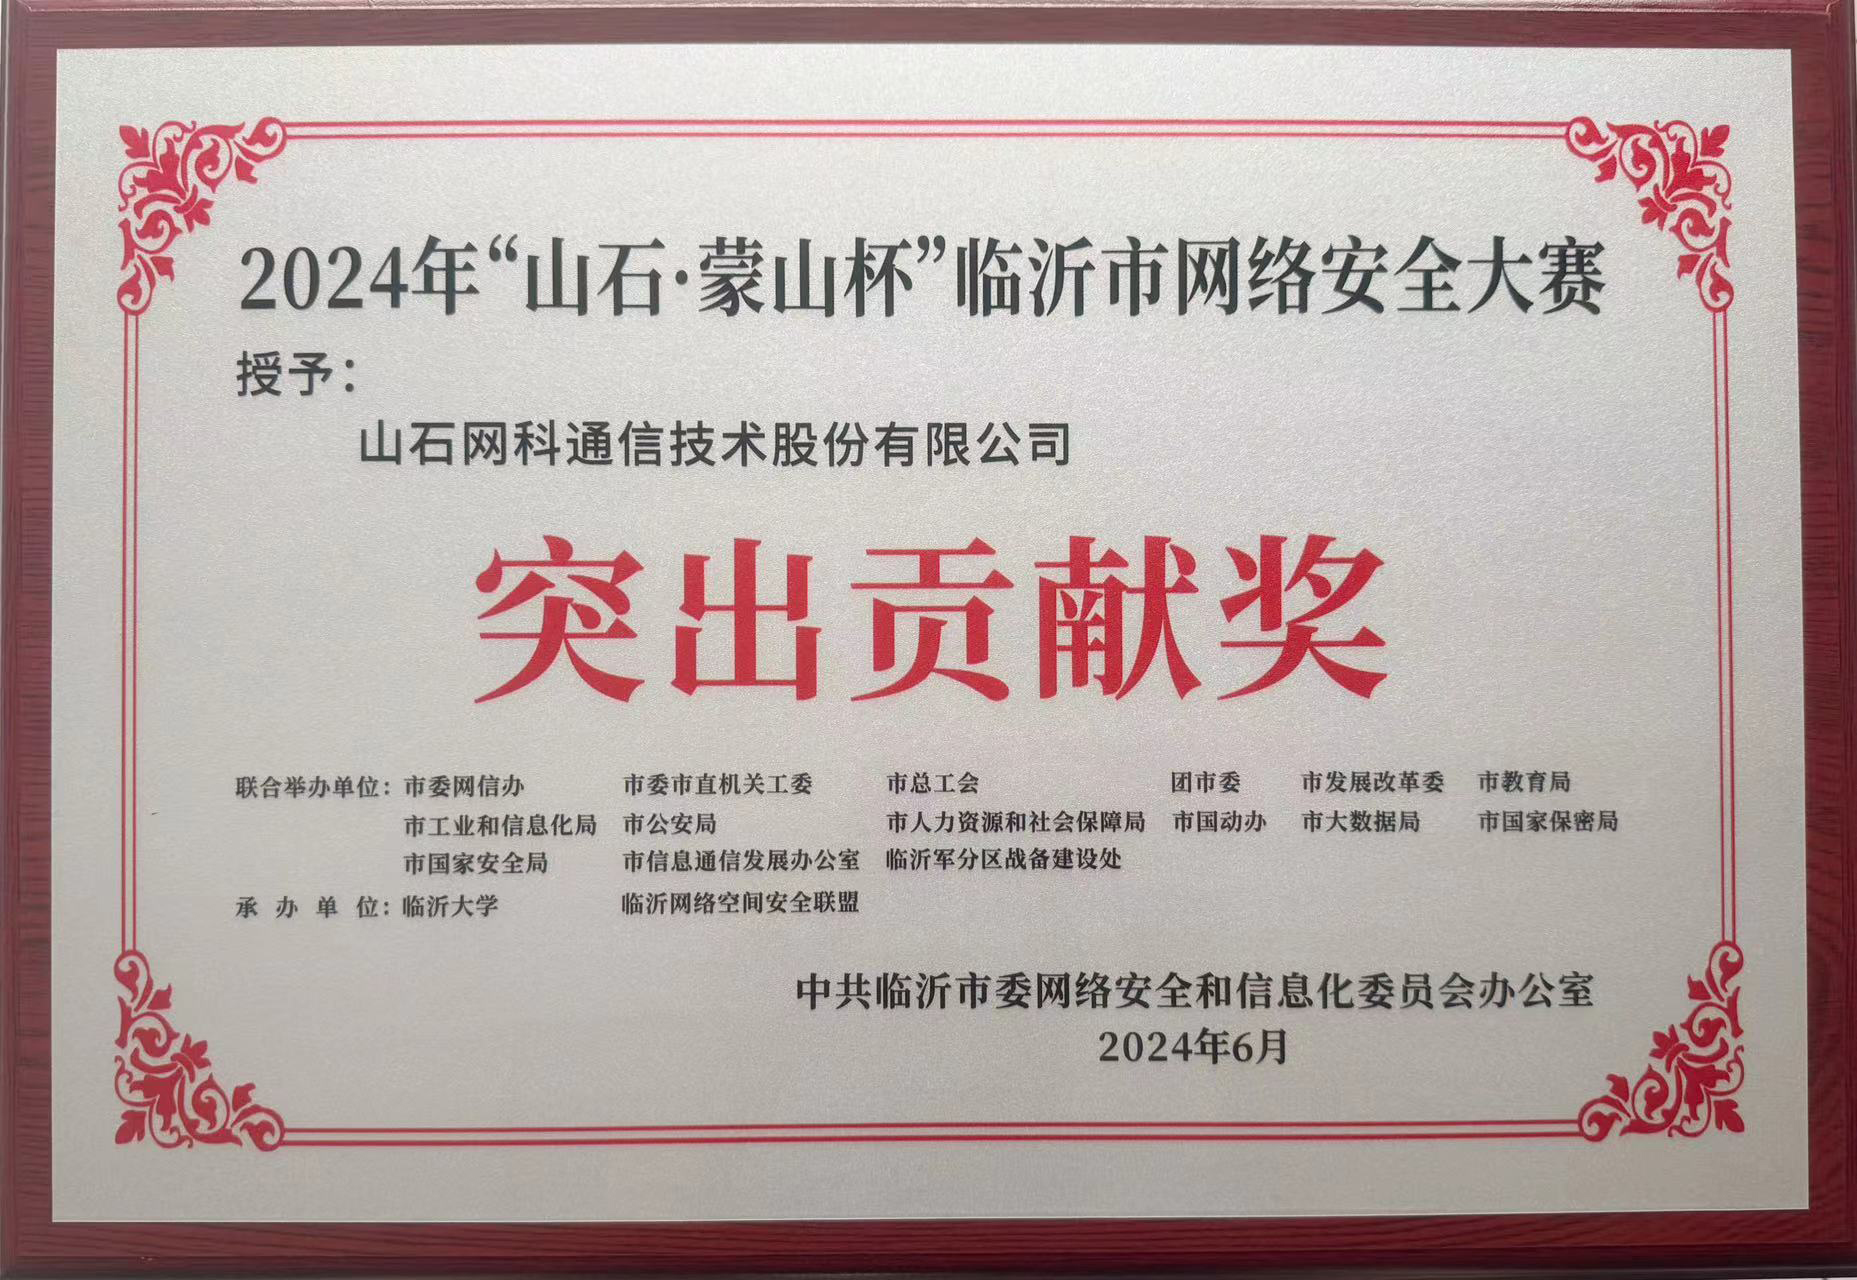 2024年“山石·蒙山杯”临沂市网络安全大赛
授予：
山石网科通信技术股份有限公司
突出贡献奖
联合举办单位：市委网信办 市委市直机关工委 市总工会 团市委 市发展改革委 市教育局
市工业和信息化局 市公安局 市人力资源和社会保障局 市国动办 市大数据局 市国家保密局
市国家安全局 市信息通信发展办公室 临沂军分区战备建设处
承办单位：临沂大学 临沂网络空间安全联盟
中共临沂市委网络安全和信息化委员会办公室
2024年6月